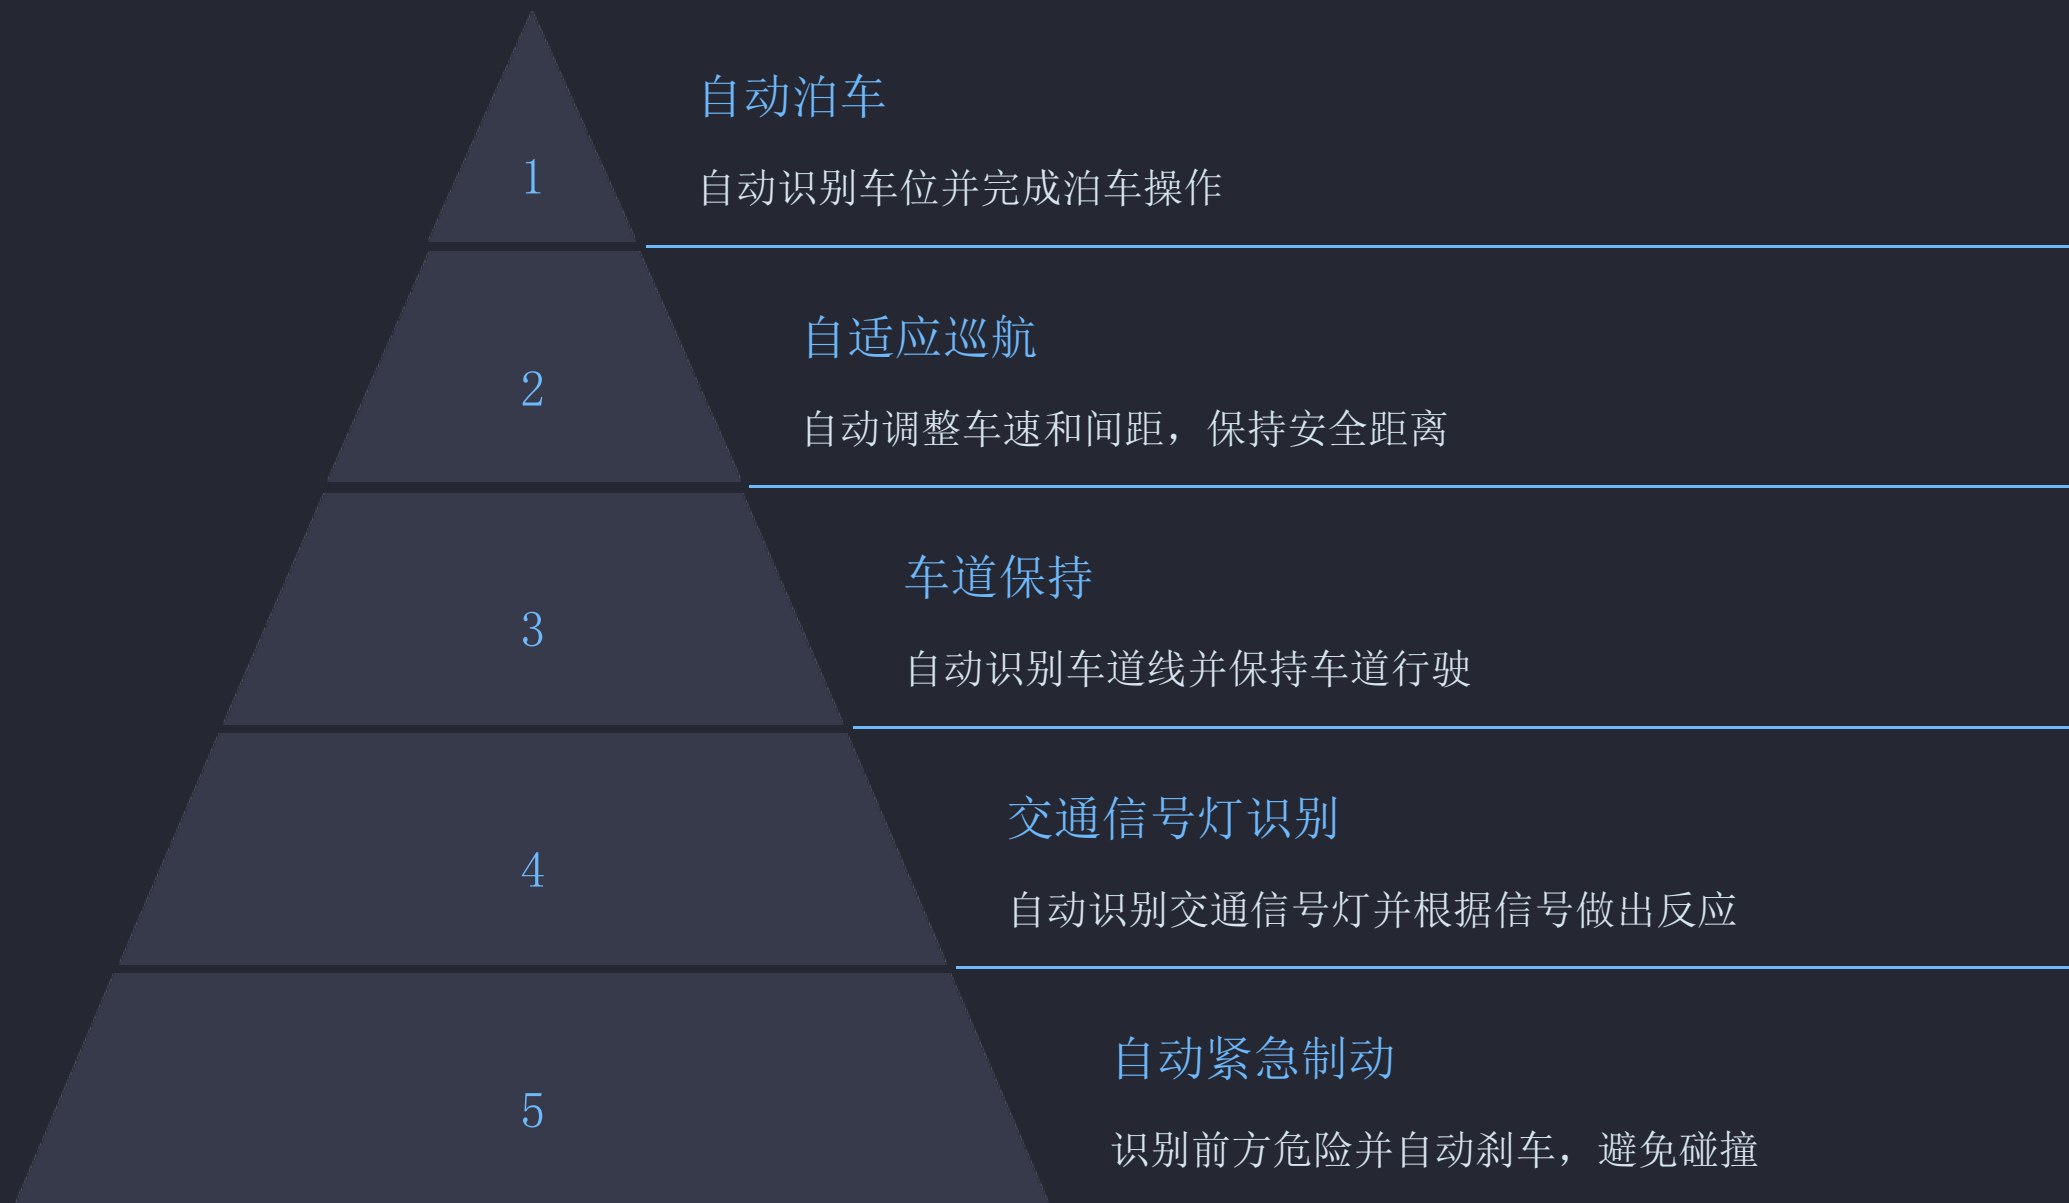 自动泊车
1
自动识别车位并完成泊车操作
自适应巡航
2
自动调整车速和间距，保持安全距离
车道保持
3
自动识别车道线并保持车道行驶
交通信号灯识别
4
自动识别交通信号灯并根据信号做出反应
自动紧急制动
5
识别前方危险并自动刹车，避免碰撞